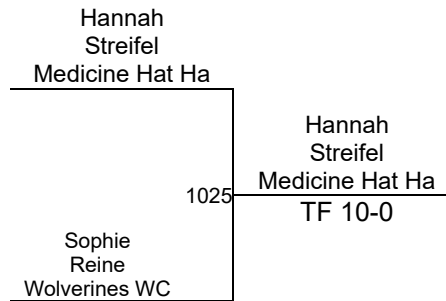 Hannah
Streifel
Medicine Hat Ha
Hannah
Streifel
Medicine Hat Ha
1025
TF 10-0
Sophie
Reine
Wolverines WC